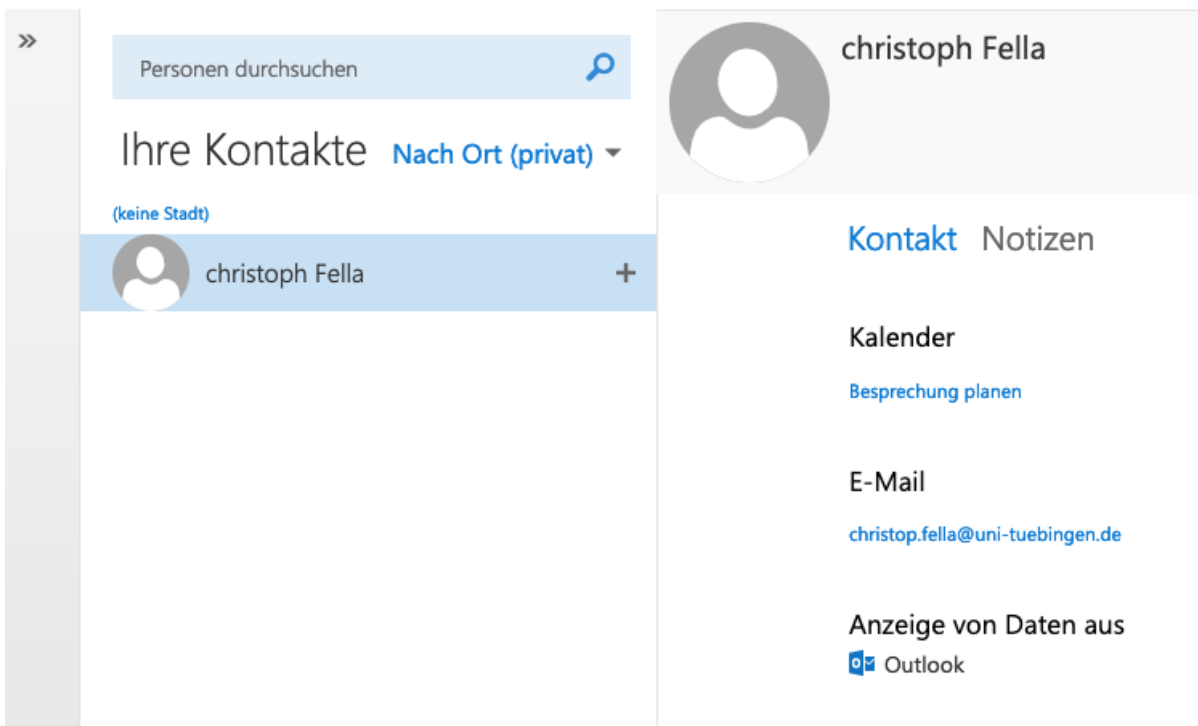 »
Personen durchsuchen
Ihre Kontakte Nach Ort (privat)
(keine Stadt)
christoph Fella +
christoph Fella
Kontakt Notizen
Kalender
Besprechung planen
E-Mail
christop.fella@uni-tuebingen.de
Anzeige von Daten aus
Outlook